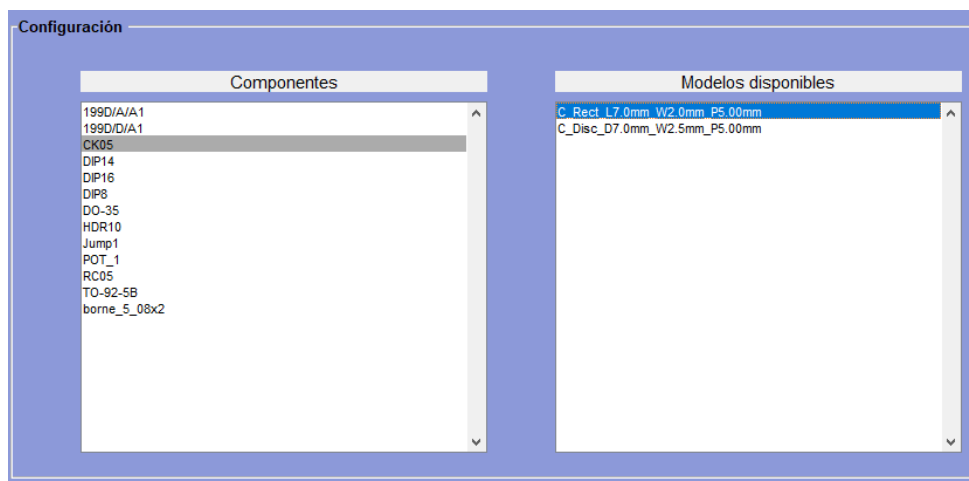 Configuración
Componentes
199D/A/A1
199D/D/A1
CK05
DIP14
DIP16
DIP8
DO-35
HDR10
Jump1
POT_1
RC05
TO-92-5B
borne_5_08x2
Modelos disponibles
C_Rect_L7.0mm_W2.0mm_P5.00mm
C_Disc_D7.0mm_W2.5mm_P5.00mm